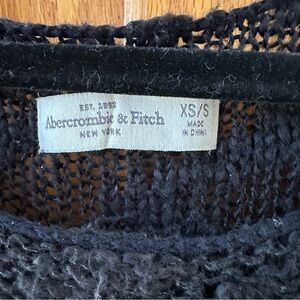 EST. 1892
Abercrombie & Fitch
NEW YORK
XS/S
MADE
IN CHINA